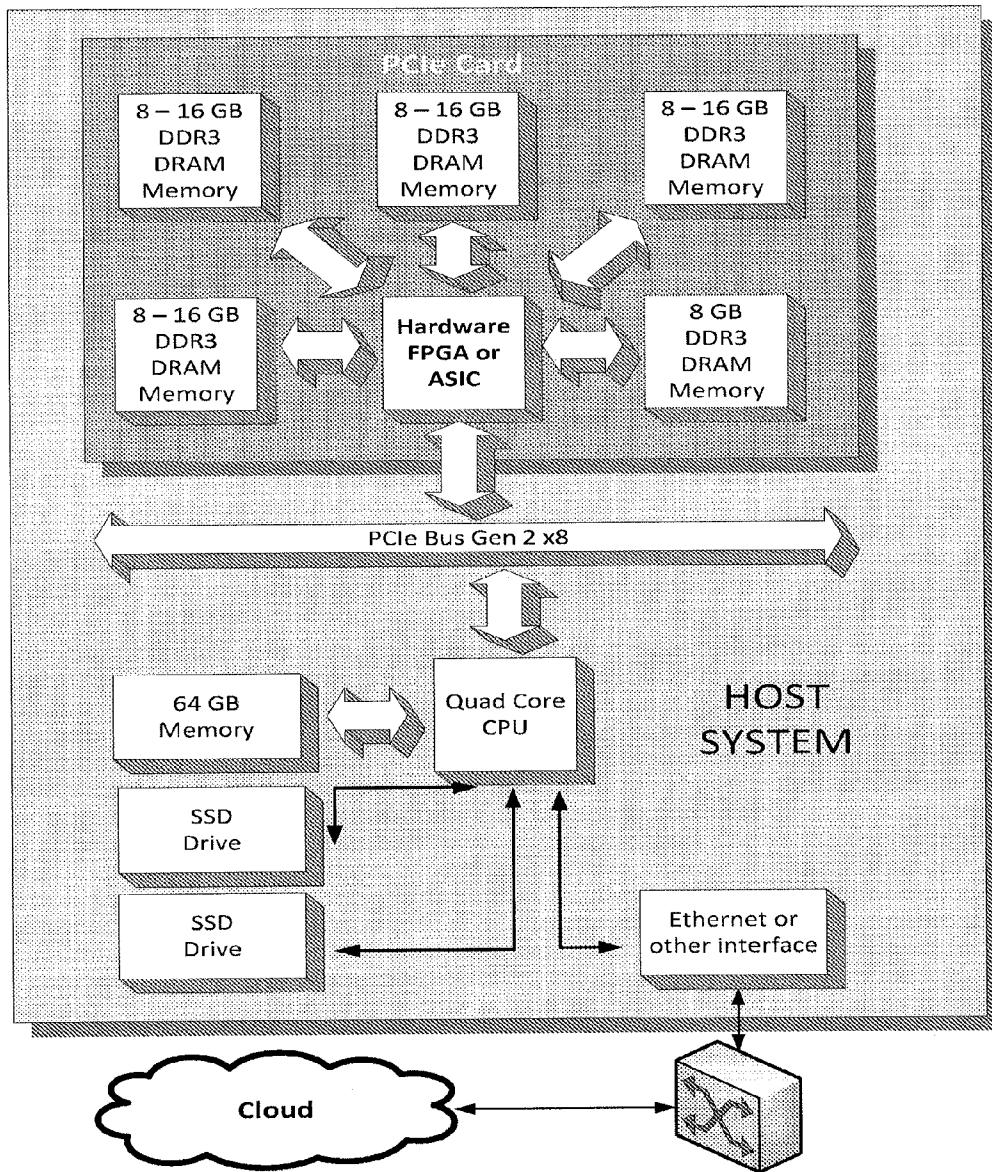 PCIe Card
8 – 16 GB
DDR3
DRAM
Memory
8 – 16 GB
DDR3
DRAM
Memory
8 – 16 GB
DDR3
DRAM
Memory
8 – 16 GB
DDR3
DRAM
Memory
Hardware
FPGA or
ASIC
8 GB
DDR3
DRAM
Memory
PCIe Bus Gen 2 x8
64 GB
Memory
Quad Core
CPU
HOST
SYSTEM
SSD
Drive
SSD
Drive
Ethernet or
other interface
Cloud